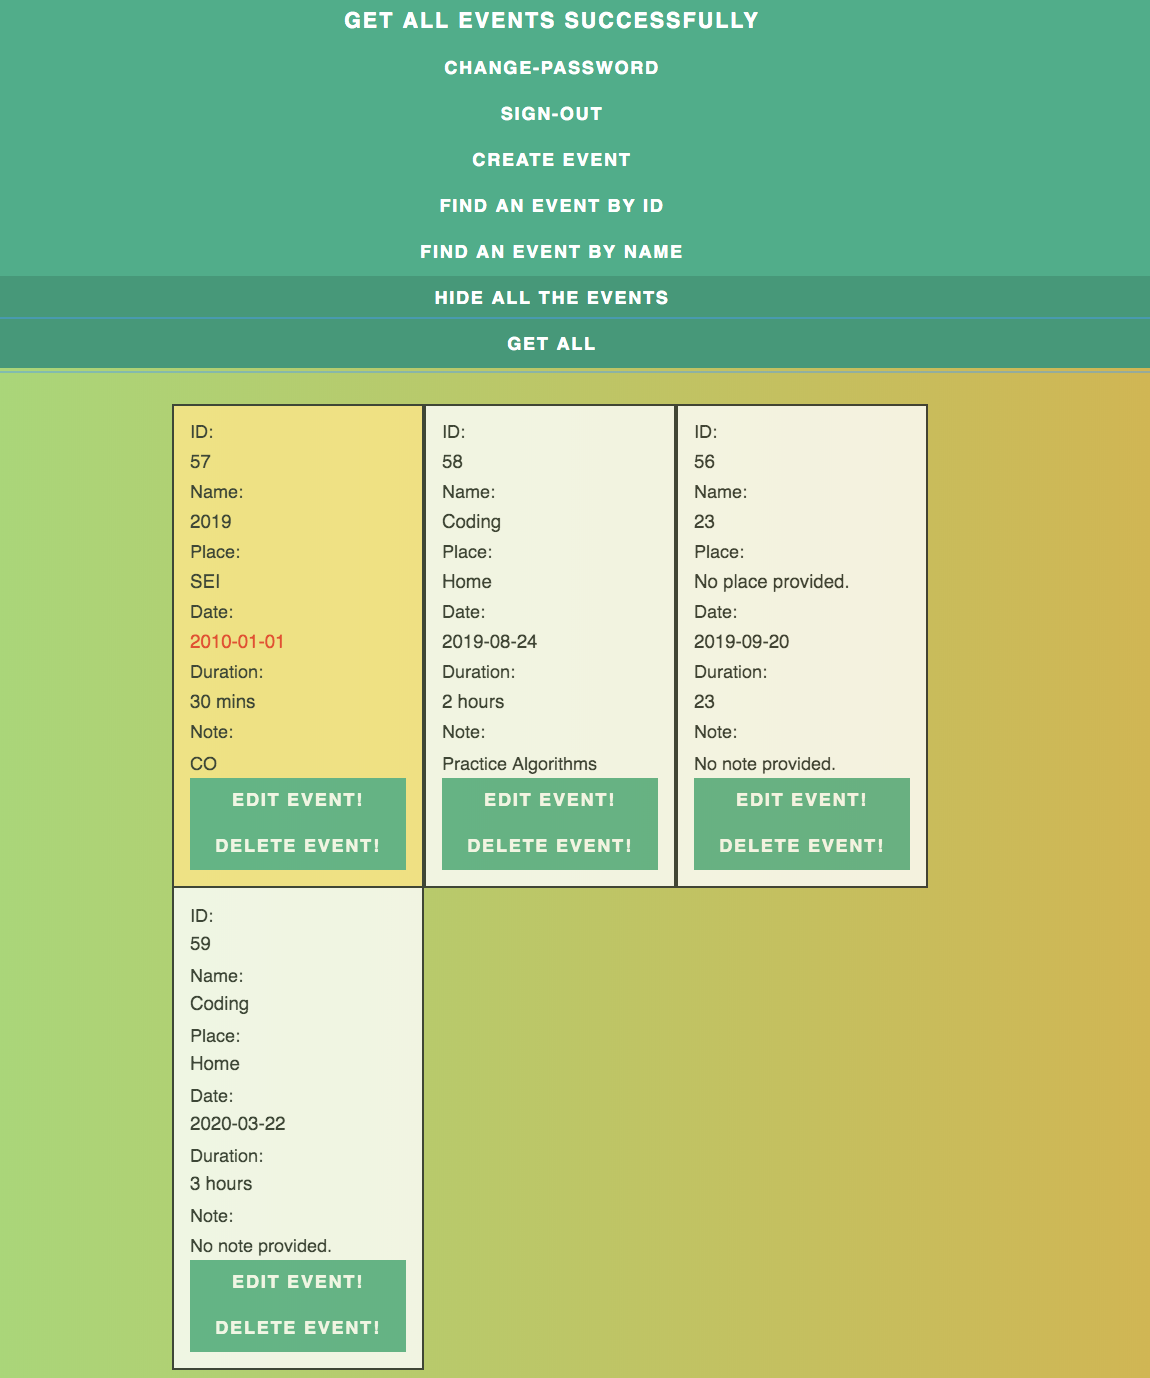 GET ALL EVENTS SUCCESSFULLY
CHANGE-PASSWORD
SIGN-OUT
CREATE EVENT
FIND AN EVENT BY ID
FIND AN EVENT BY NAME
HIDE ALL THE EVENTS
GET ALL
ID:
57
Name:
2019
Place:
SEI
Date:
2010-01-01
Duration:
30 mins
Note:
CO
EDIT EVENT!
DELETE EVENT!
ID:
58
Name:
Coding
Place:
Home
Date:
2019-08-24
Duration:
2 hours
Note:
Practice Algorithms
EDIT EVENT!
DELETE EVENT!
ID:
56
Name:
23
Place:
No place provided.
Date:
2019-09-20
Duration:
23
Note:
No note provided.
EDIT EVENT!
DELETE EVENT!
ID:
59
Name:
Coding
Place:
Home
Date:
2020-03-22
Duration:
3 hours
Note:
No note provided.
EDIT EVENT!
DELETE EVENT!